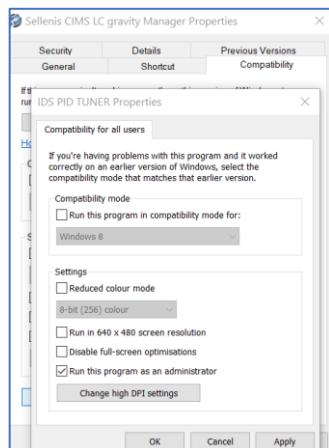 Sellenis CIMS LC gravity Manager Properties
Security Details Previous Versions
General Shortcut Compatibility
IDS PID TUNER Properties
Compatibility for all users
If you're having problems with this program and it worked
correctly on an earlier version of Windows, select the
compatibility mode that matches that earlier version.
Compatibility mode
Run this program in compatibility mode for:
Windows 8
Settings
Reduced colour mode
8-bit (256) colour
Run in 640 x 480 screen resolution
Disable full-screen optimisations
Run this program as an administrator
Change high DPI settings
OK Cancel Apply